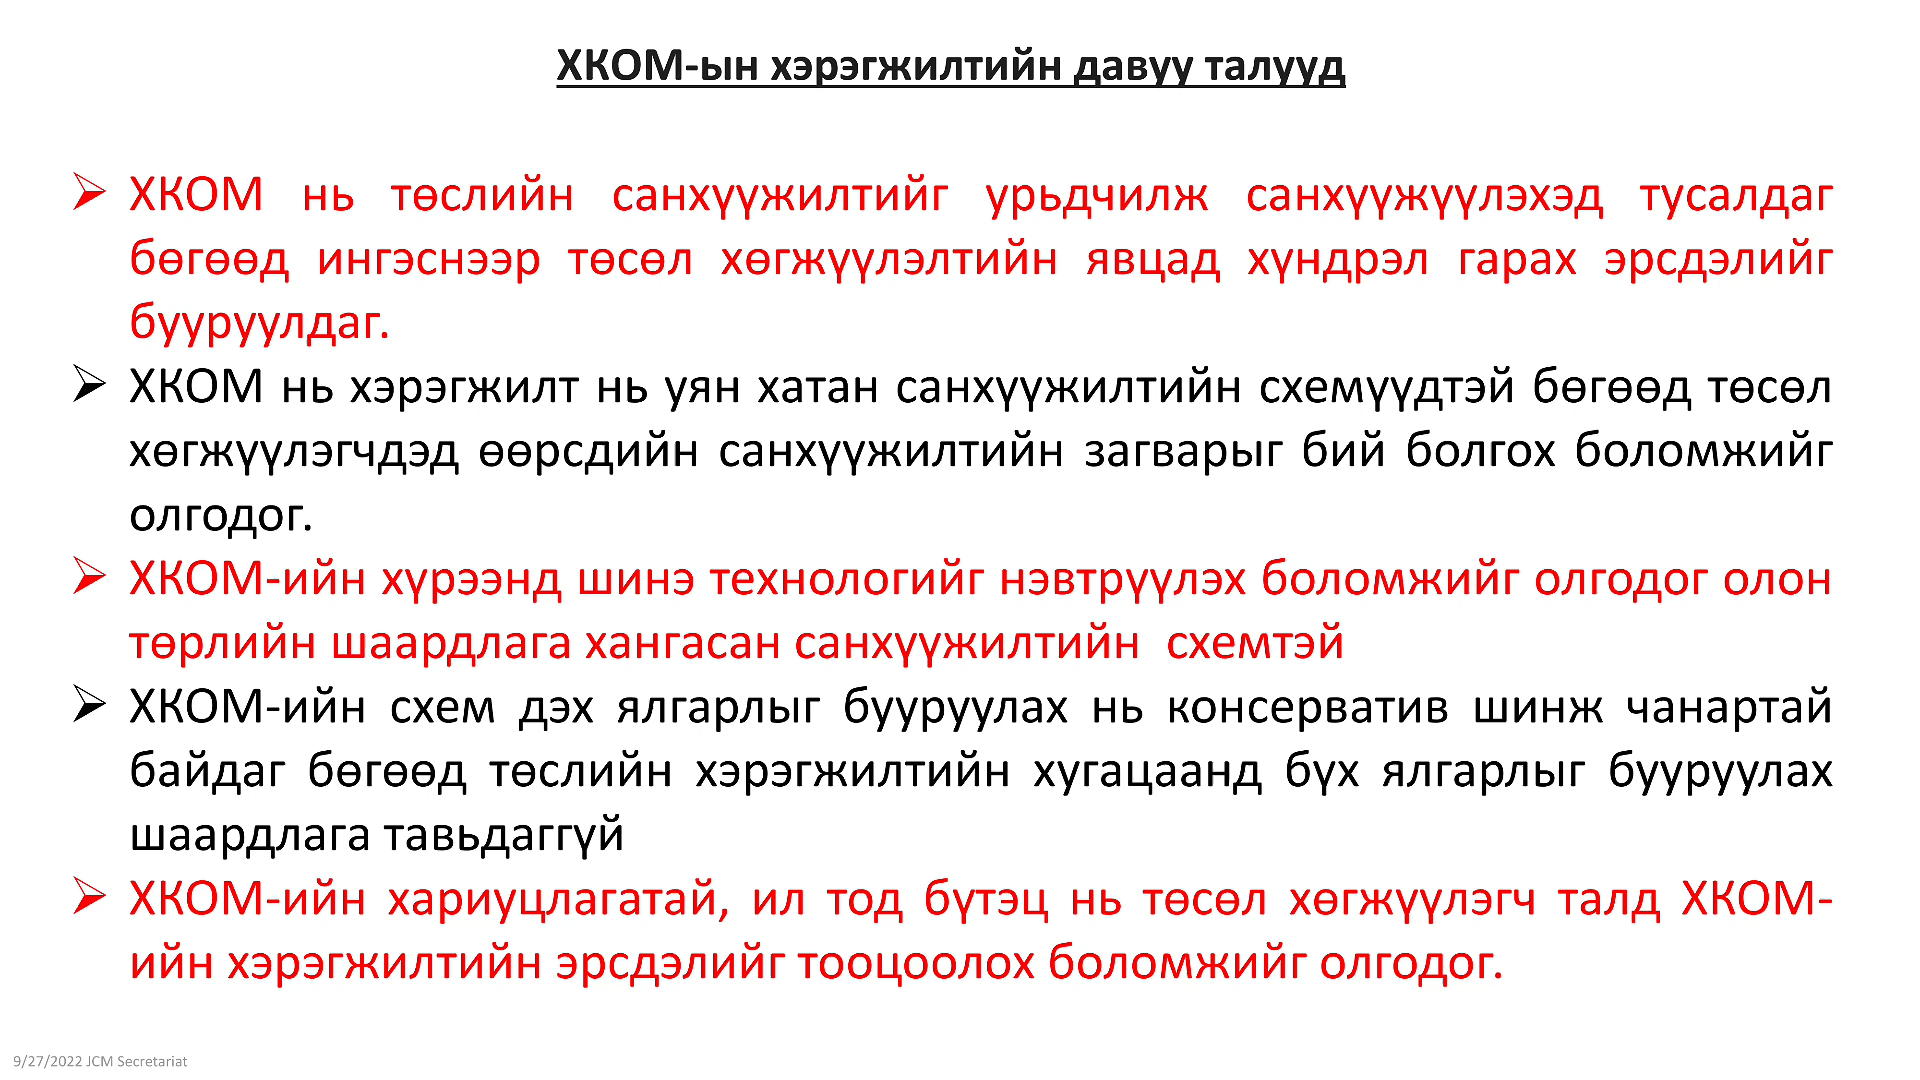 ХКОМ-ын хэрэгжилтийн давуу талууд
ХКОМ нь төслийн санхүүжилтийг урьдчилж санхүүжүүлэхэд тусалдаг
бөгөөд ингэснээр төсөл хөгжүүлэлтийн явцад хүндрэл гарах эрсдэлийг
бууруулдаг.
ХКОМ нь хэрэгжилт нь уян хатан санхүүжилтийн схемүүдтэй бөгөөд төсөл
хөгжүүлэгчдэд өөрсдийн санхүүжилтийн загварыг бий болгох боломжийг
олгодог.
ХКОМ-ийн хүрээнд шинэ технологийг нэвтрүүлэх боломжийг олгодог олон
төрлийн шаардлага хангасан санхүүжилтийн схемтэй
ХКОМ-ийн схем дэх ялгарлыг бууруулах нь консерватив шинж чанартай
байдаг бөгөөд төслийн хэрэгжилтийн хугацаанд бүх ялгарлыг бууруулах
шаардлага тавьдаггүй
ХКОМ-ийн хариуцлагатай, ил тод бүтэц нь төсөл хөгжүүлэгч талд ХКОМ-
ийн хэрэгжилтийн эрсдэлийг тооцоолох боломжийг олгодог.
9/27/2022 JCM Secretariat